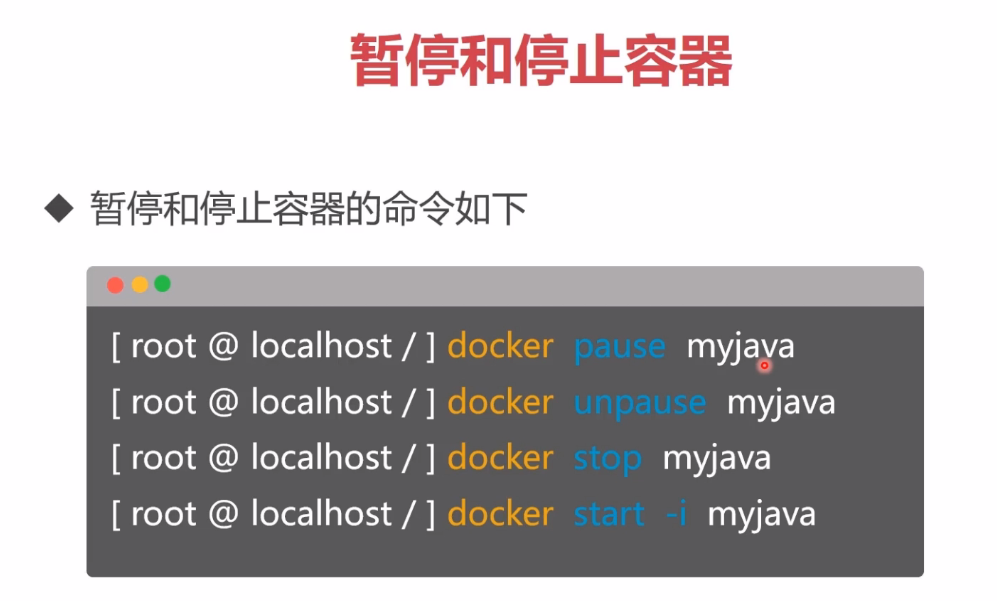 暂停和停止容器
◆ 暂停和停止容器的命令如下
[ root @ localhost / ] docker pause myjava
[ root @ localhost / ] docker unpause myjava
[ root @ localhost / ] docker stop myjava
[ root @ localhost / ] docker start -i myjava